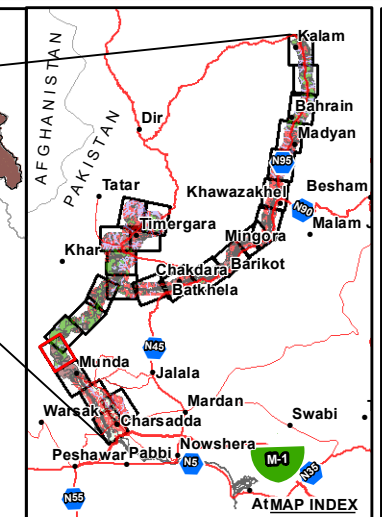 Kalam
AFGHANISTAN
PAKISTAN
Dir
Bahrain
Madyan
N95
Tatar
Khawazakhel
Besham
N90
Malam
Timergara
Mingora
Khar
Barikot
Chakdara
Batkhela
N45
Munda
Jalala
Warsak
Mardan
Charsadda
Swabi
Nowshera
M-1
Peshawar
Pabbi
N5
N35
N55
At
MAP INDEX